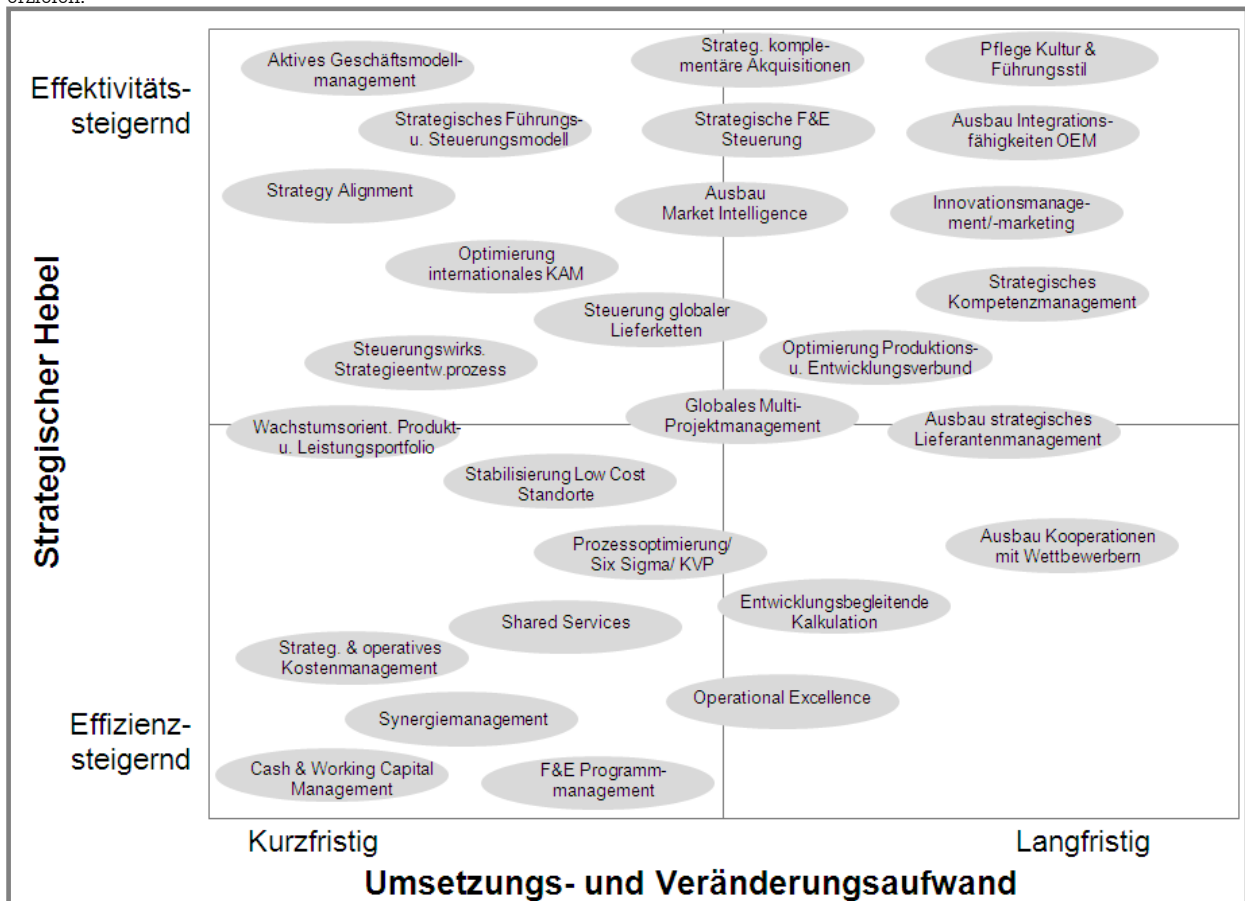 Aktives Geschäftsmodell-
management
Strateg. komple-
mentäre Akquisitionen
Pflege Kultur &
Führungsstil
Effektivitäts-
steigernd
Strategisches Führungs-
u. Steuerungsmodell
Strategische F&E
Steuerung
Ausbau Integrations-
fähigkeiten OEM
Strategy Alignment
Ausbau
Market Intelligence
Innovationsmanage-
ment/-marketing
Optimierung
internationales KAM
Strategisches
Kompetenzmanagement
Steuerung globaler
Lieferketten
Steuerungswirks.
Strategieentw.prozess
Optimierung Produktions-
u. Entwicklungsverbund
Strategischer Hebel
Wachstumsorient. Produkt-
u. Leistungsportfolio
Globales Multi-
Projektmanagement
Ausbau strategisches
Lieferantenmanagement
Stabilisierung Low Cost
Standorte
Prozessoptimierung/
Six Sigma/ KVP
Ausbau Kooperationen
mit Wettbewerbern
Entwicklungsbegleitende
Kalkulation
Shared Services
Strateg. & operatives
Kostenmanagement
Operational Excellence
Synergiemanagement
Effizienz-
steigernd
Cash & Working Capital
Management
F&E Programm-
management
Kurzfristig
Langfristig
Umsetzungs- und Veränderungsaufwand